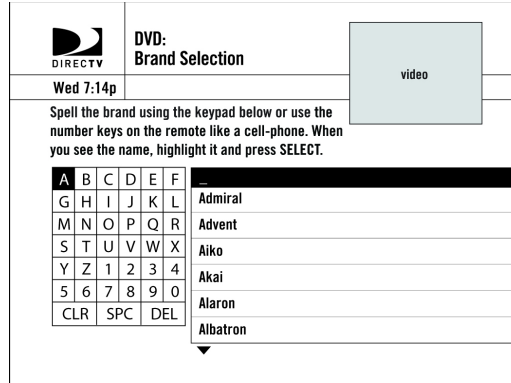 DIRECTV
DVD:
Brand Selection
video
Wed 7:14p
Spell the brand using the keypad below or use the
number keys on the remote like a cell-phone. When
you see the name, highlight it and press SELECT.
A B C D E F
G H I J K L
M N O P Q R
S T U V W X
Y Z 1 2 3 4
5 6 7 8 9 0
CLR SPC DEL
_
Admiral
Advent
Aiko
Akai
Alaron
Albatron